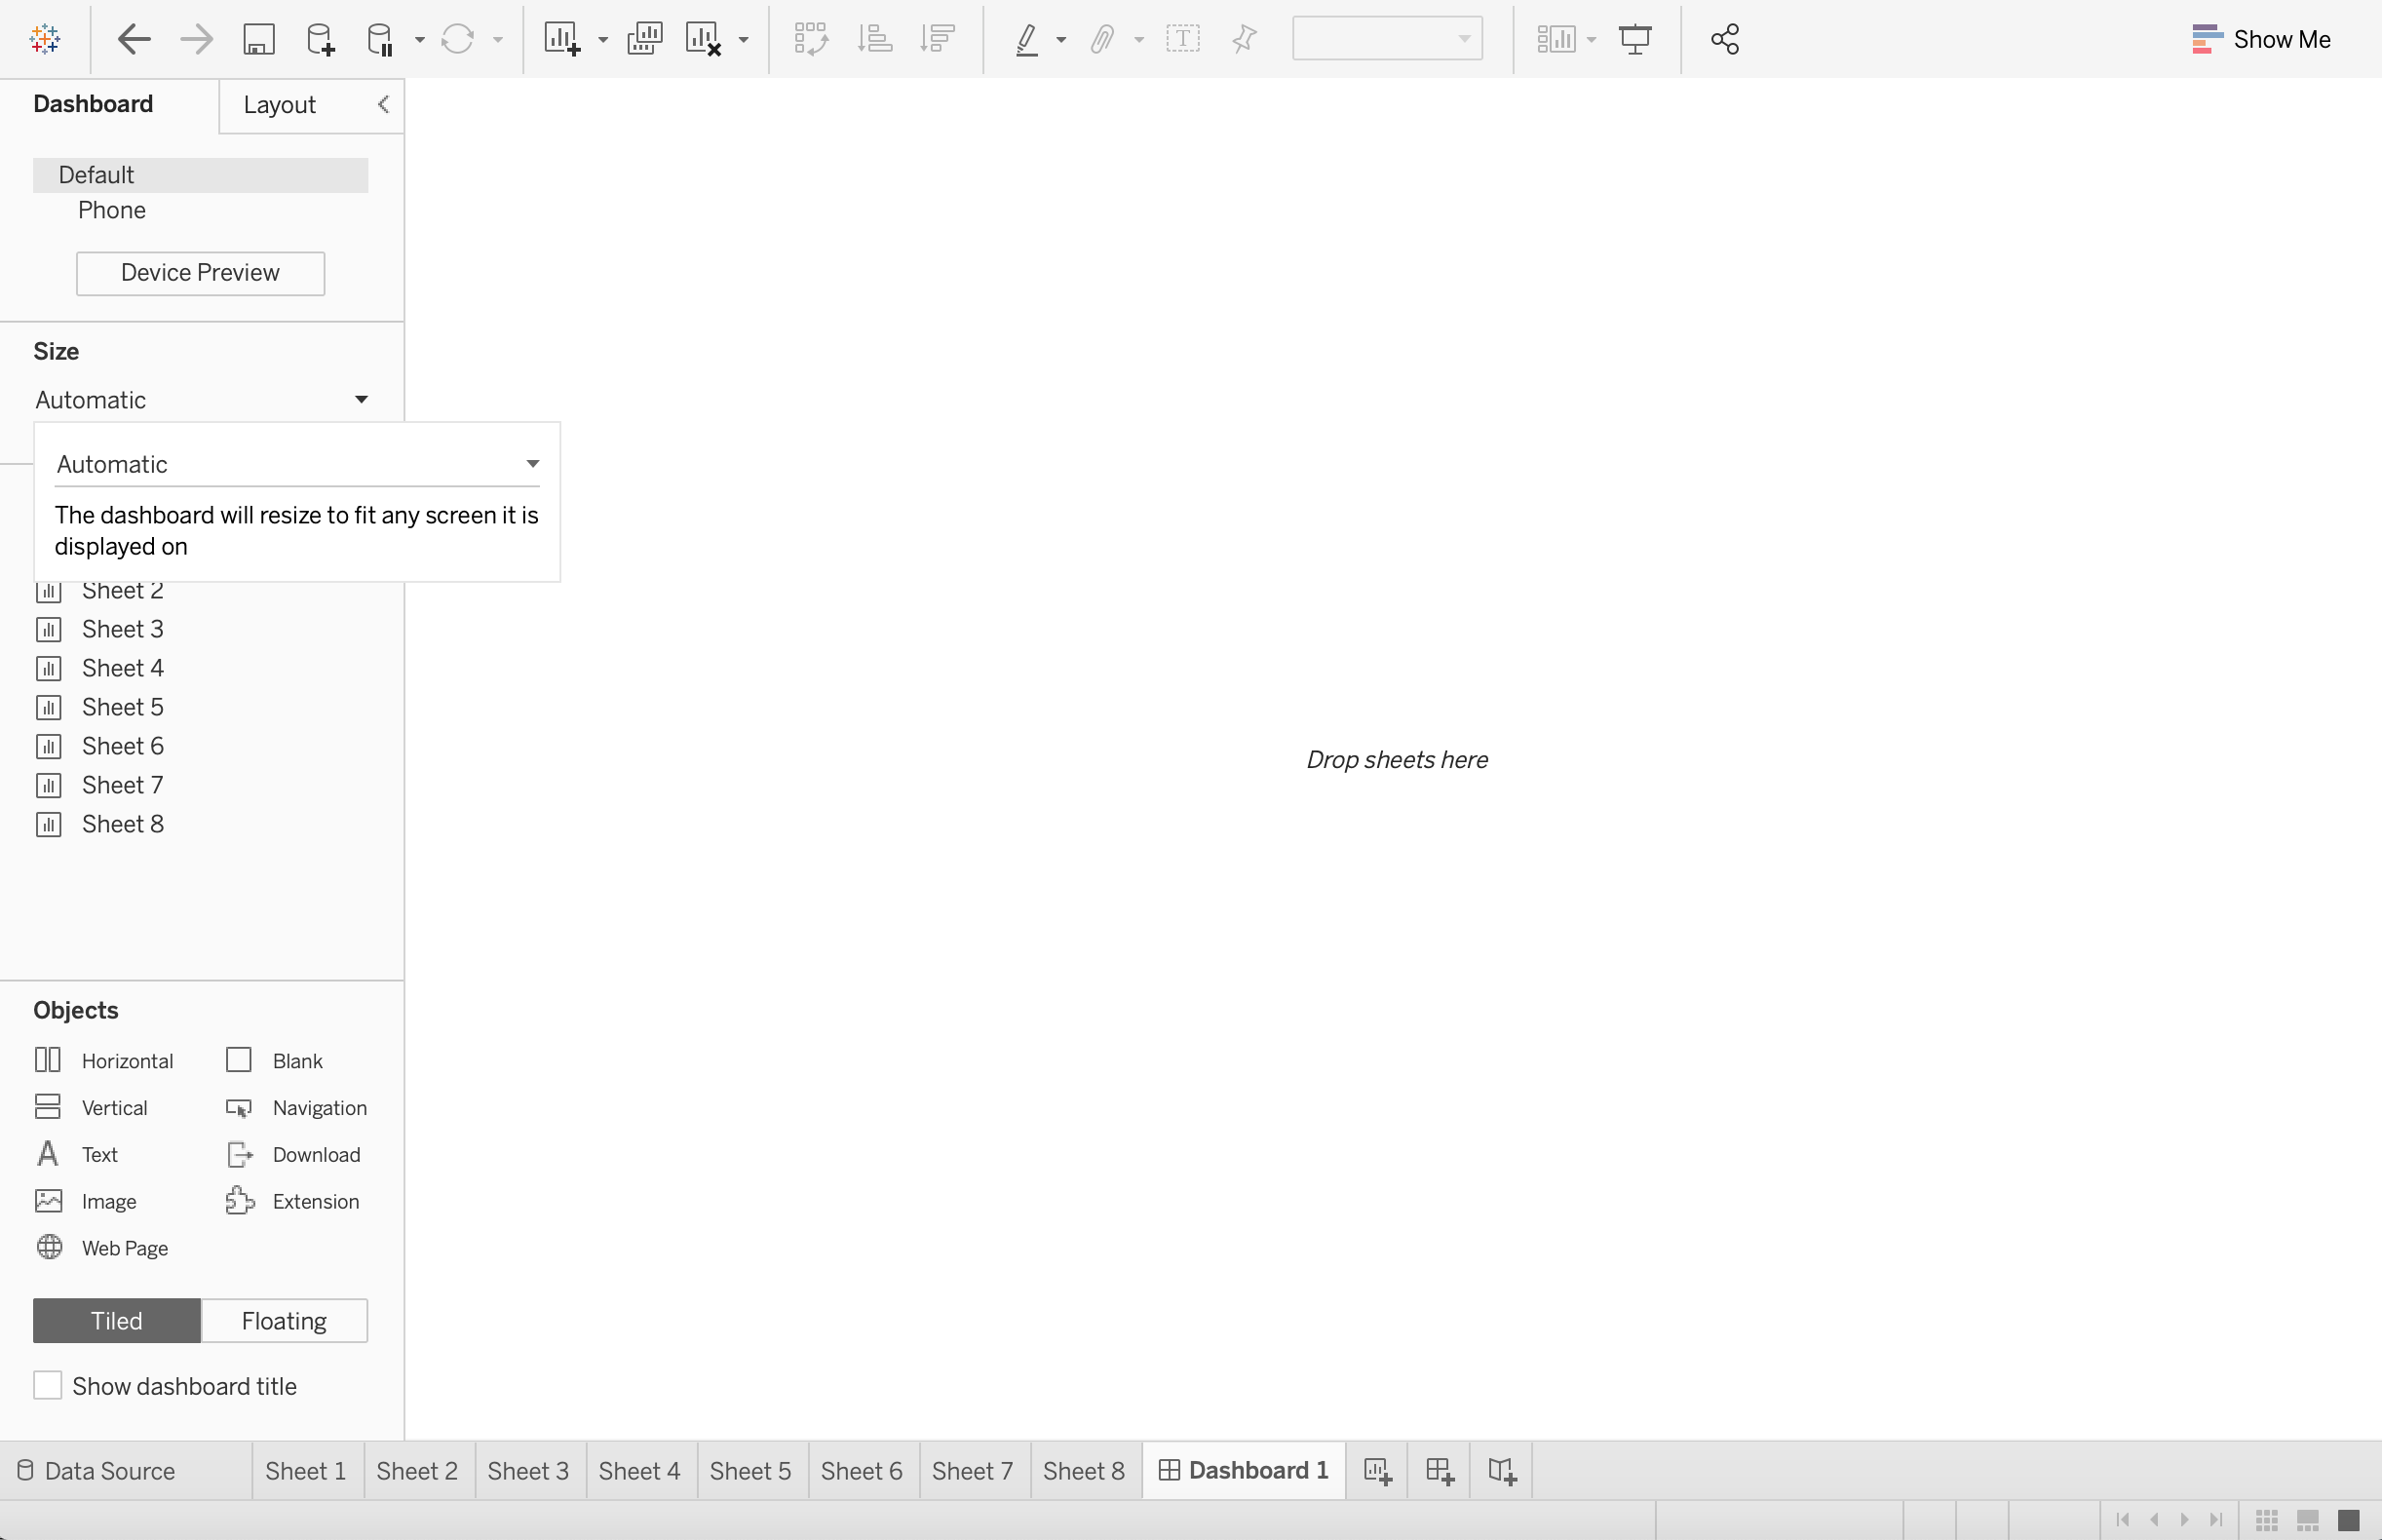 Show Me
Dashboard
Layout
Default
Phone
Device Preview
Size
Automatic
Automatic
The dashboard will resize to fit any screen it is
displayed on
Sheet 2
Sheet 3
Sheet 4
Sheet 5
Sheet 6
Sheet 7
Sheet 8
Drop sheets here
Objects
Horizontal
Blank
Vertical
Navigation
Text
Download
Image
Extension
Web Page
Tiled
Floating
Show dashboard title
Data Source
Sheet 1
Sheet 2
Sheet 3
Sheet 4
Sheet 5
Sheet 6
Sheet 7
Sheet 8
Dashboard 1